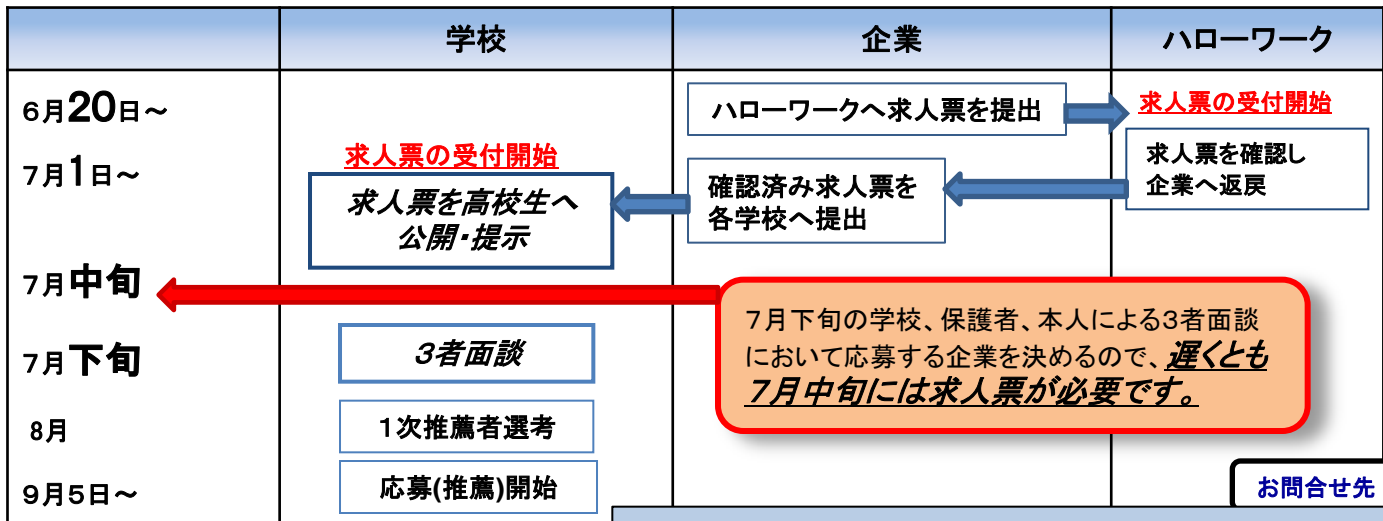 学校 企業 ハローワーク
6月20日～
ハローワークへ求人票を提出
求人票の受付開始
求人票を確認し
企業へ返戻
7月1日～
求人票の受付開始
求人票を高校生へ
公開・提示
確認済み求人票を
各学校へ提出
7月中旬
7月下旬の学校、保護者、本人による3者面談
において応募する企業を決めるので、遅くとも
7月中旬には求人票が必要です。
7月下旬
3者面談
8月
1次推薦者選考
9月5日～
応募(推薦)開始
お問合せ先